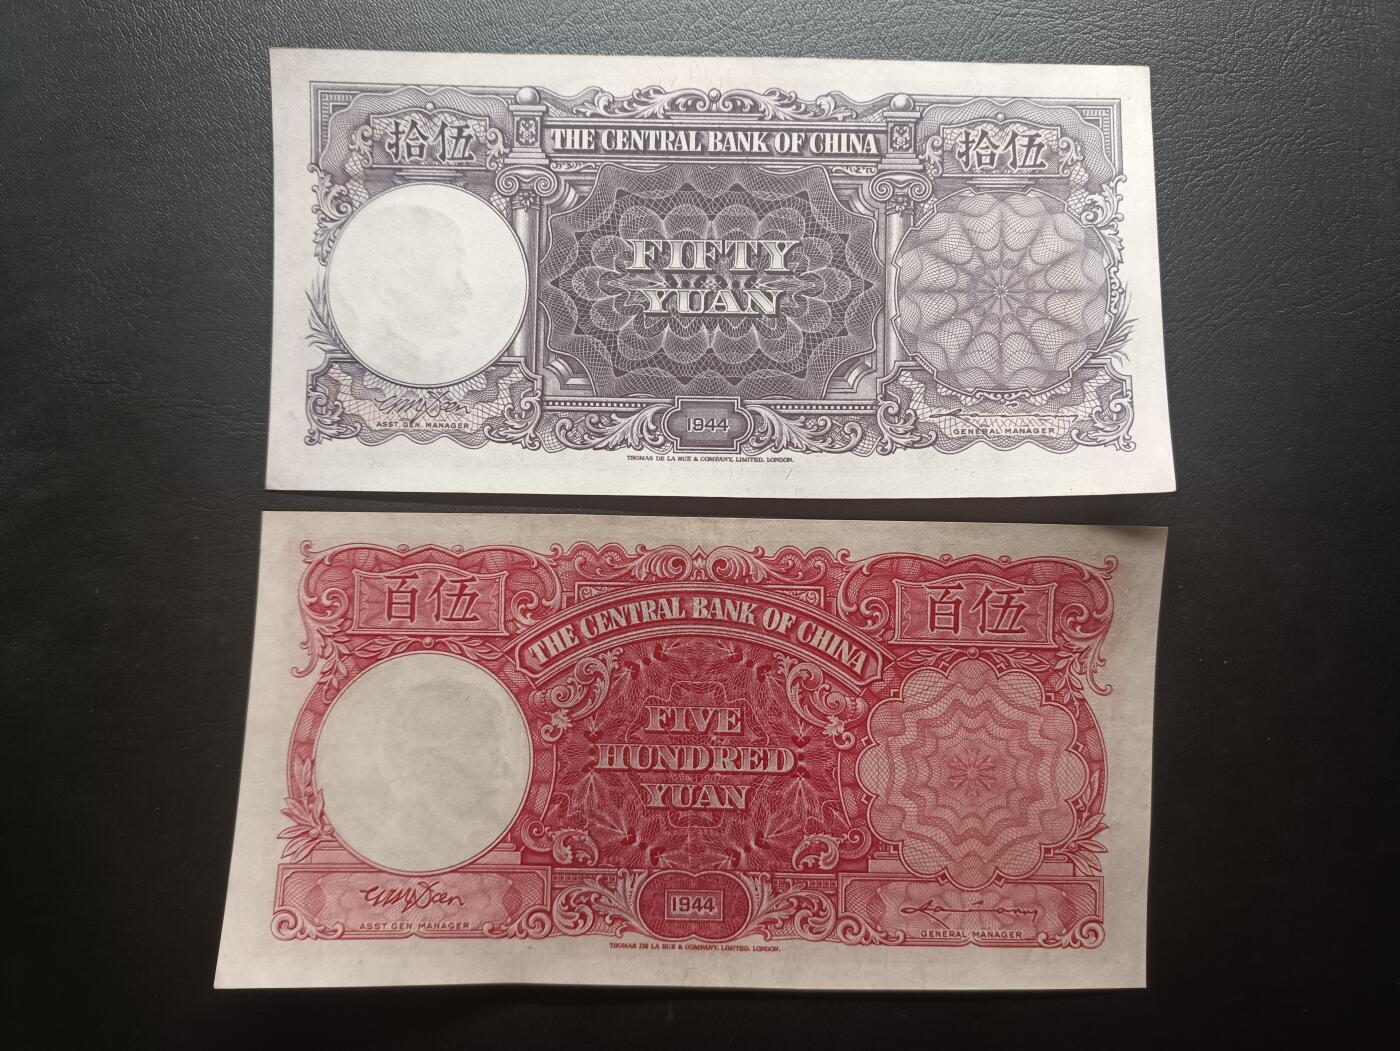 拾伍
THE CENTRAL BANK OF CHINA
拾伍
FIFTY
YUAN
ASST. GEN. MANAGER
1944
GENERAL MANAGER
THOMAS DE LA RUE & COMPANY, LIMITED, LONDON.
百伍
THE CENTRAL BANK OF CHINA
百伍
FIVE
HUNDRED
YUAN
ASST. GEN. MANAGER
1944
GENERAL MANAGER
THOMAS DE LA RUE & COMPANY, LIMITED, LONDON.